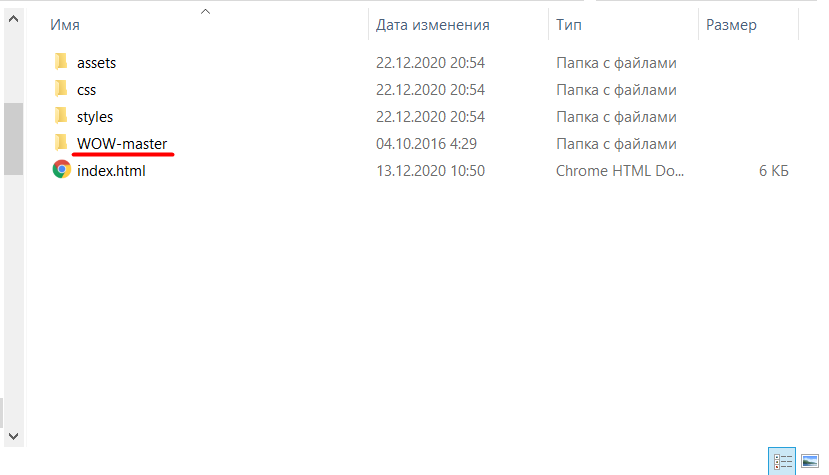 Имя Дата изменения Тип Размер
assets 22.12.2020 20:54 Папка с файлами
css 22.12.2020 20:54 Папка с файлами
styles 22.12.2020 20:54 Папка с файлами
WOW-master 04.10.2016 4:29 Папка с файлами
index.html 13.12.2020 10:50 Chrome HTML Do... 6 КБ